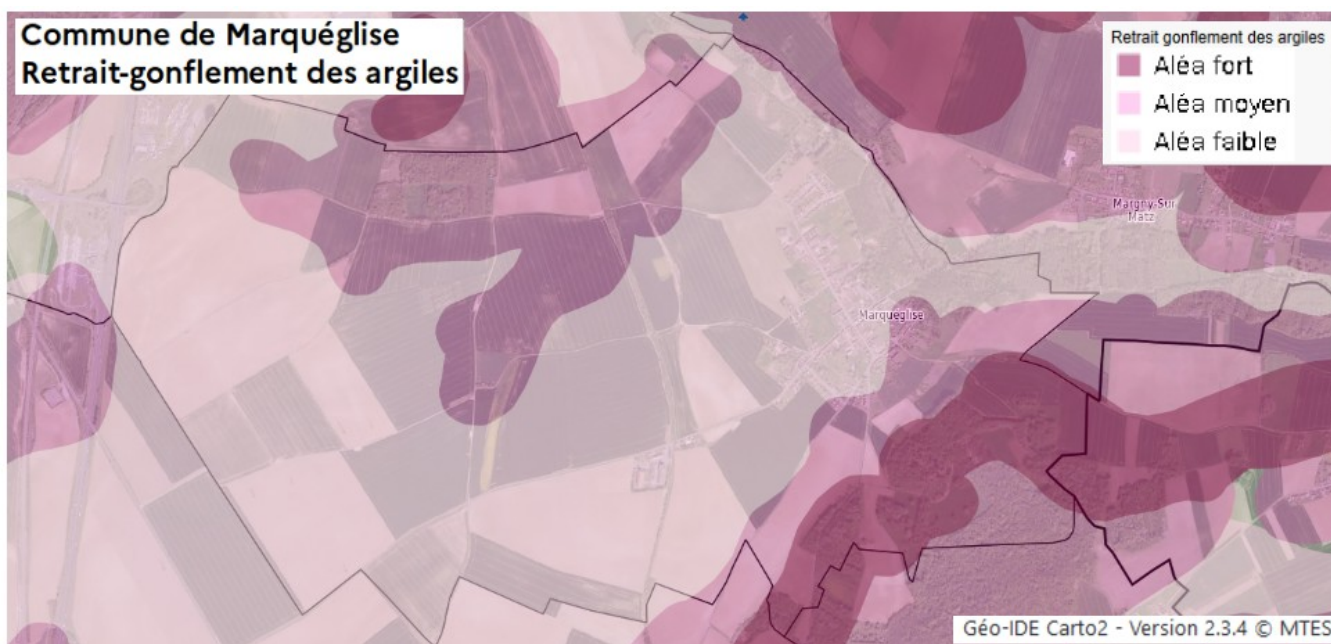 Commune de Marquéglise
Retrait-gonflement des argiles
Retrait gonflement des argiles
Aléa fort
Aléa moyen
Aléa faible
Margny-Sur
Matz
Marquéglise
Géo-IDE Carto2 - Version 2.3.4 © MTES